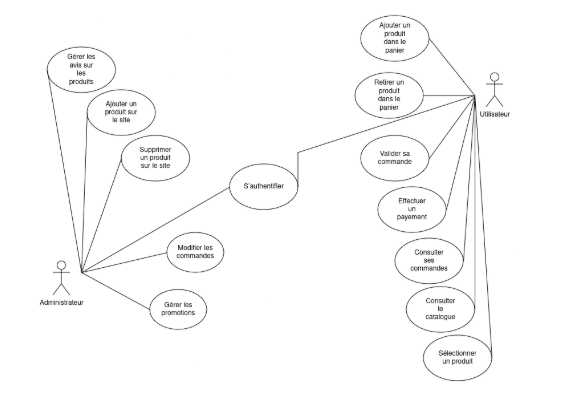 Ajouter un
produit
dans le
panier
Gérer les
avis sur
les
produits
Retirer un
produit
dans le
panier
Utilisateur
Ajouter un
produit sur
le site
Supprimer
un produit
sur le site
Valider sa
commande
S'authentifier
Effectuer
un
payement
Modifier les
commandes
Consulter
ses
commandes
Administrateur
Gérer les
promotions
Consulter
le
catalogue
Sélectionner
un produit